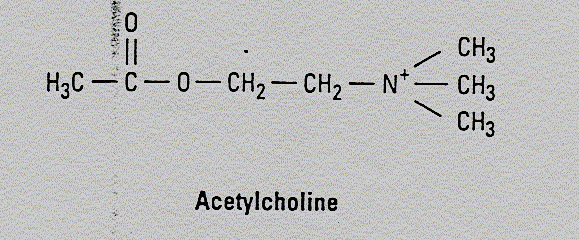 O
CH₃
H₃C — C — O — CH₂ — CH₂ — N⁺ — CH₃
CH₃
Acetylcholine